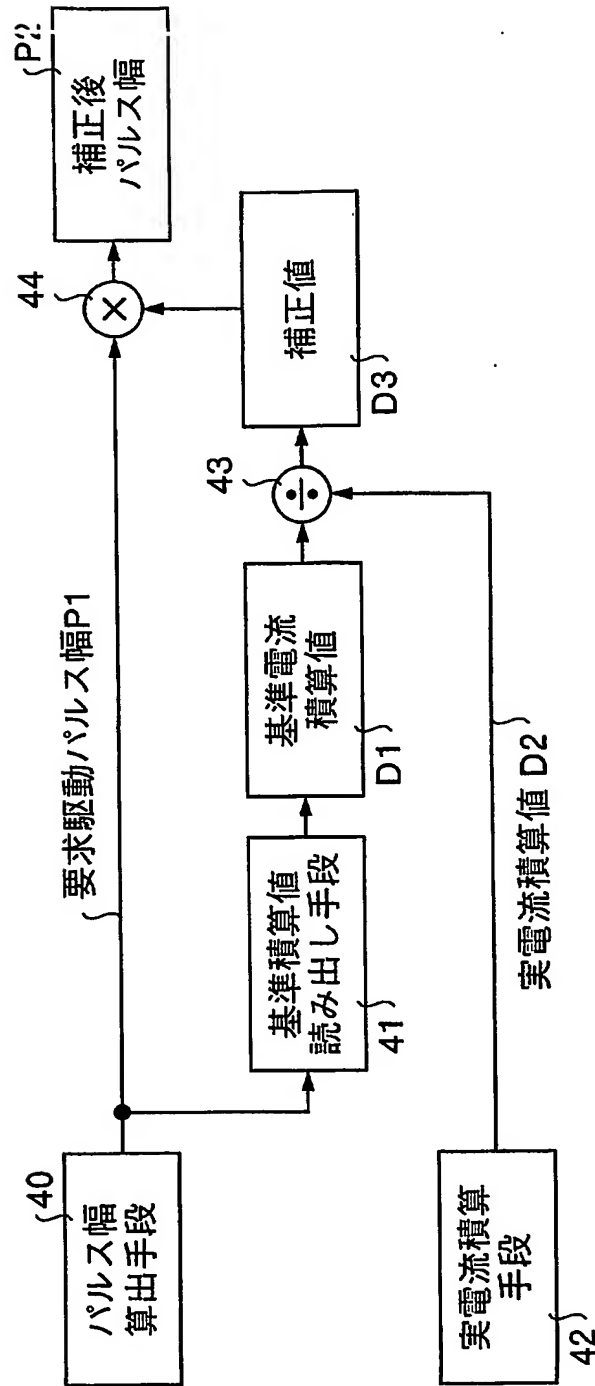 40
パルス幅
算出手段
要求駆動パルス幅P1
44
×
P2
補正後
パルス幅
基準積算値
読み出し手段
41
基準電流
積算値
D1
43
÷
補正値
D3
実電流積算
手段
42
実電流積算値 D2